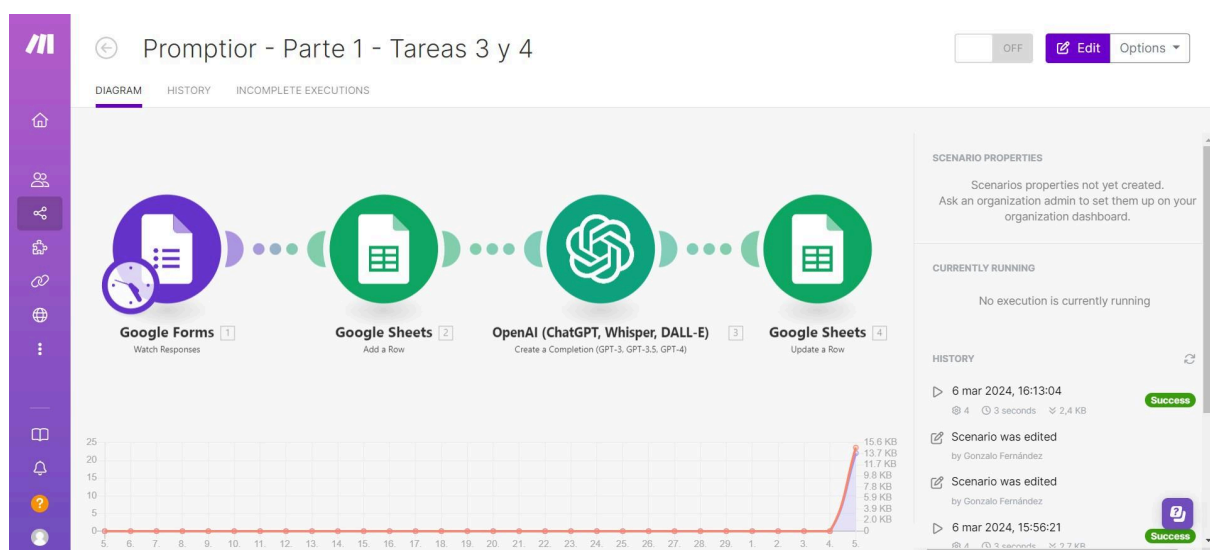 Promptior - Parte 1 - Tareas 3 y 4
OFF
Edit
Options
DIAGRAM HISTORY INCOMPLETE EXECUTIONS
Google Forms 1
Watch Responses
Google Sheets 2
Add a Row
OpenAI (ChatGPT, Whisper, DALL-E) 3
Create a Completion (GPT-3, GPT-3.5, GPT-4)
Google Sheets 4
Update a Row
25
20
15
10
5
0
15.6 KB
13.7 KB
11.7 KB
9.8 KB
7.8 KB
5.9 KB
3.9 KB
2.0 KB
0
5. 6. 7. 8. 9. 10. 11. 12. 13. 14. 15. 16. 17. 18. 19. 20. 21. 22. 23. 24. 25. 26. 27. 28. 29. 1. 2. 3. 4. 5.
SCENARIO PROPERTIES
Scenarios properties not yet created.
Ask an organization admin to set them up on your
organization dashboard.
CURRENTLY RUNNING
No execution is currently running
HISTORY
6 mar 2024, 16:13:04
Success
4 3 seconds 2,4 KB
Scenario was edited
by Gonzalo Fernández
Scenario was edited
by Gonzalo Fernández
6 mar 2024, 15:56:21
Success
4 3 seconds 2,7 KB